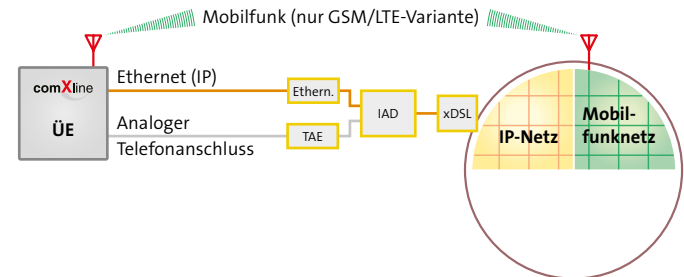 Mobilfunk (nur GSM/LTE-Variante)
comXline
ÜE
Ethernet (IP)
Ethern.
IAD
xDSL
Analoger
Telefonanschluss
TAE
IP-Netz
Mobil-
funknetz